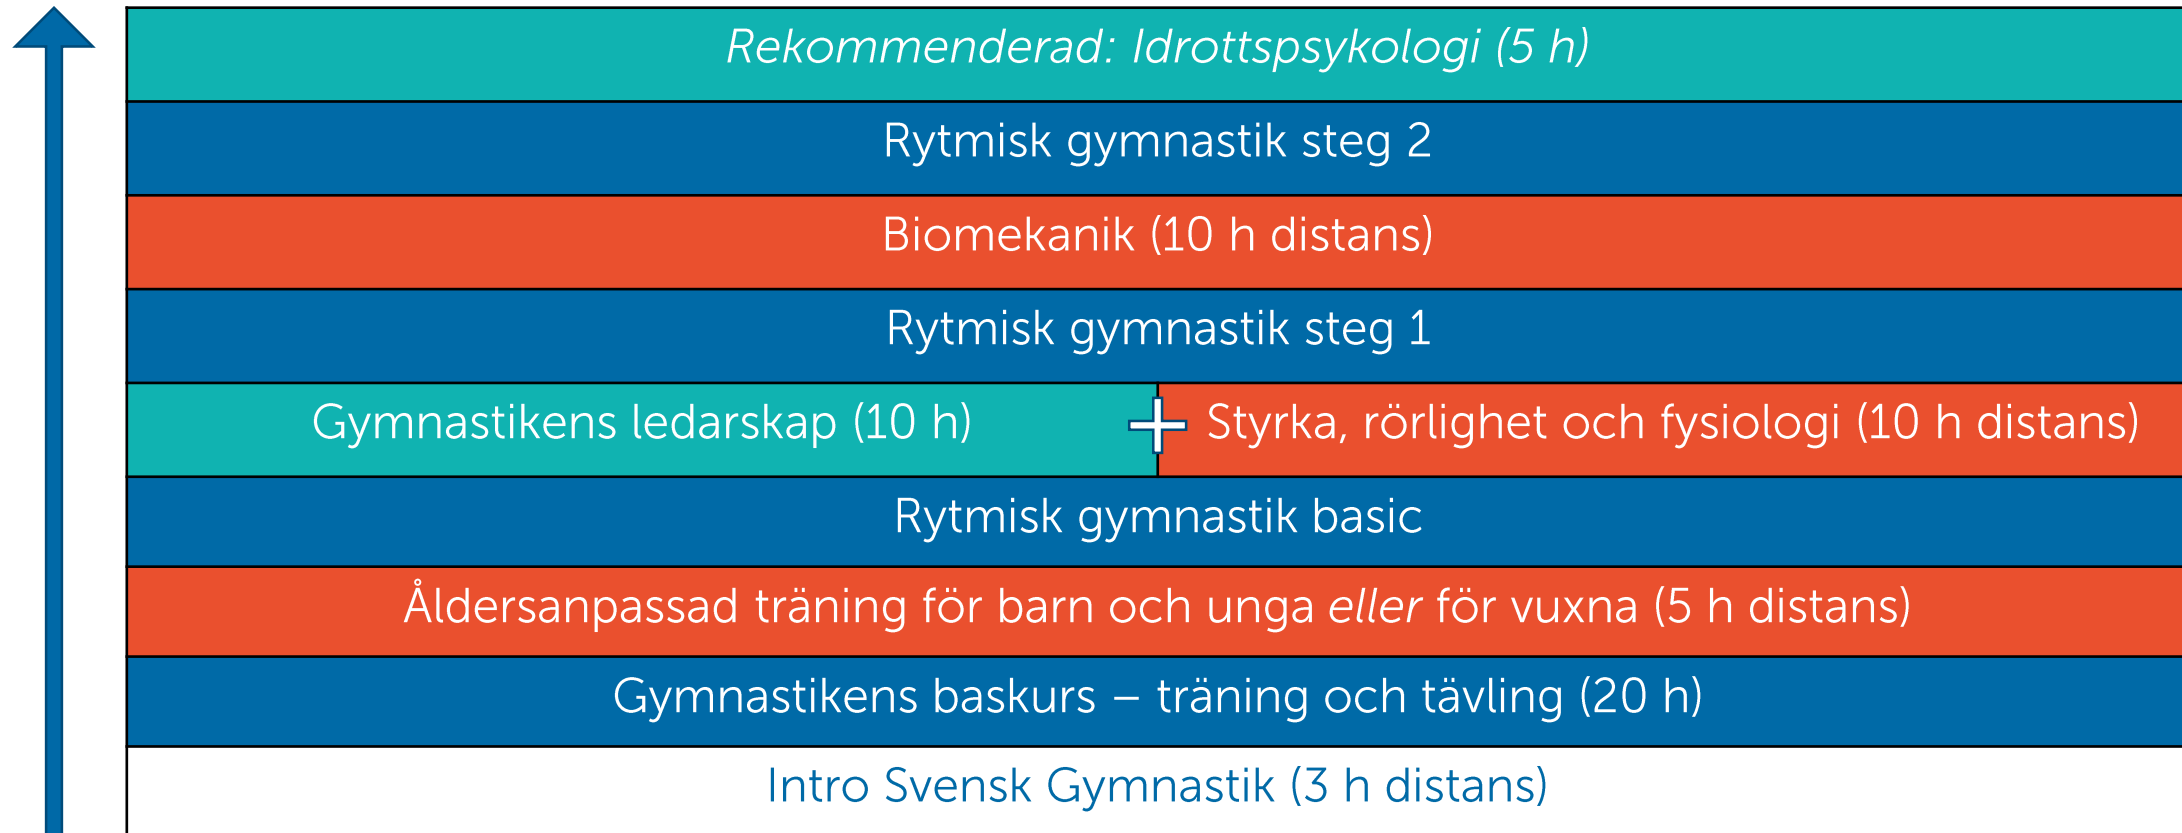 Rekommenderad: Idrottspsykologi (5 h)
Rytmisk gymnastik steg 2
Biomekanik (10 h distans)
Rytmisk gymnastik steg 1
Gymnastikens ledarskap (10 h)
Styrka, rörlighet och fysiologi (10 h distans)
Rytmisk gymnastik basic
Åldersanpassad träning för barn och unga eller för vuxna (5 h distans)
Gymnastikens baskurs – träning och tävling (20 h)
Intro Svensk Gymnastik (3 h distans)